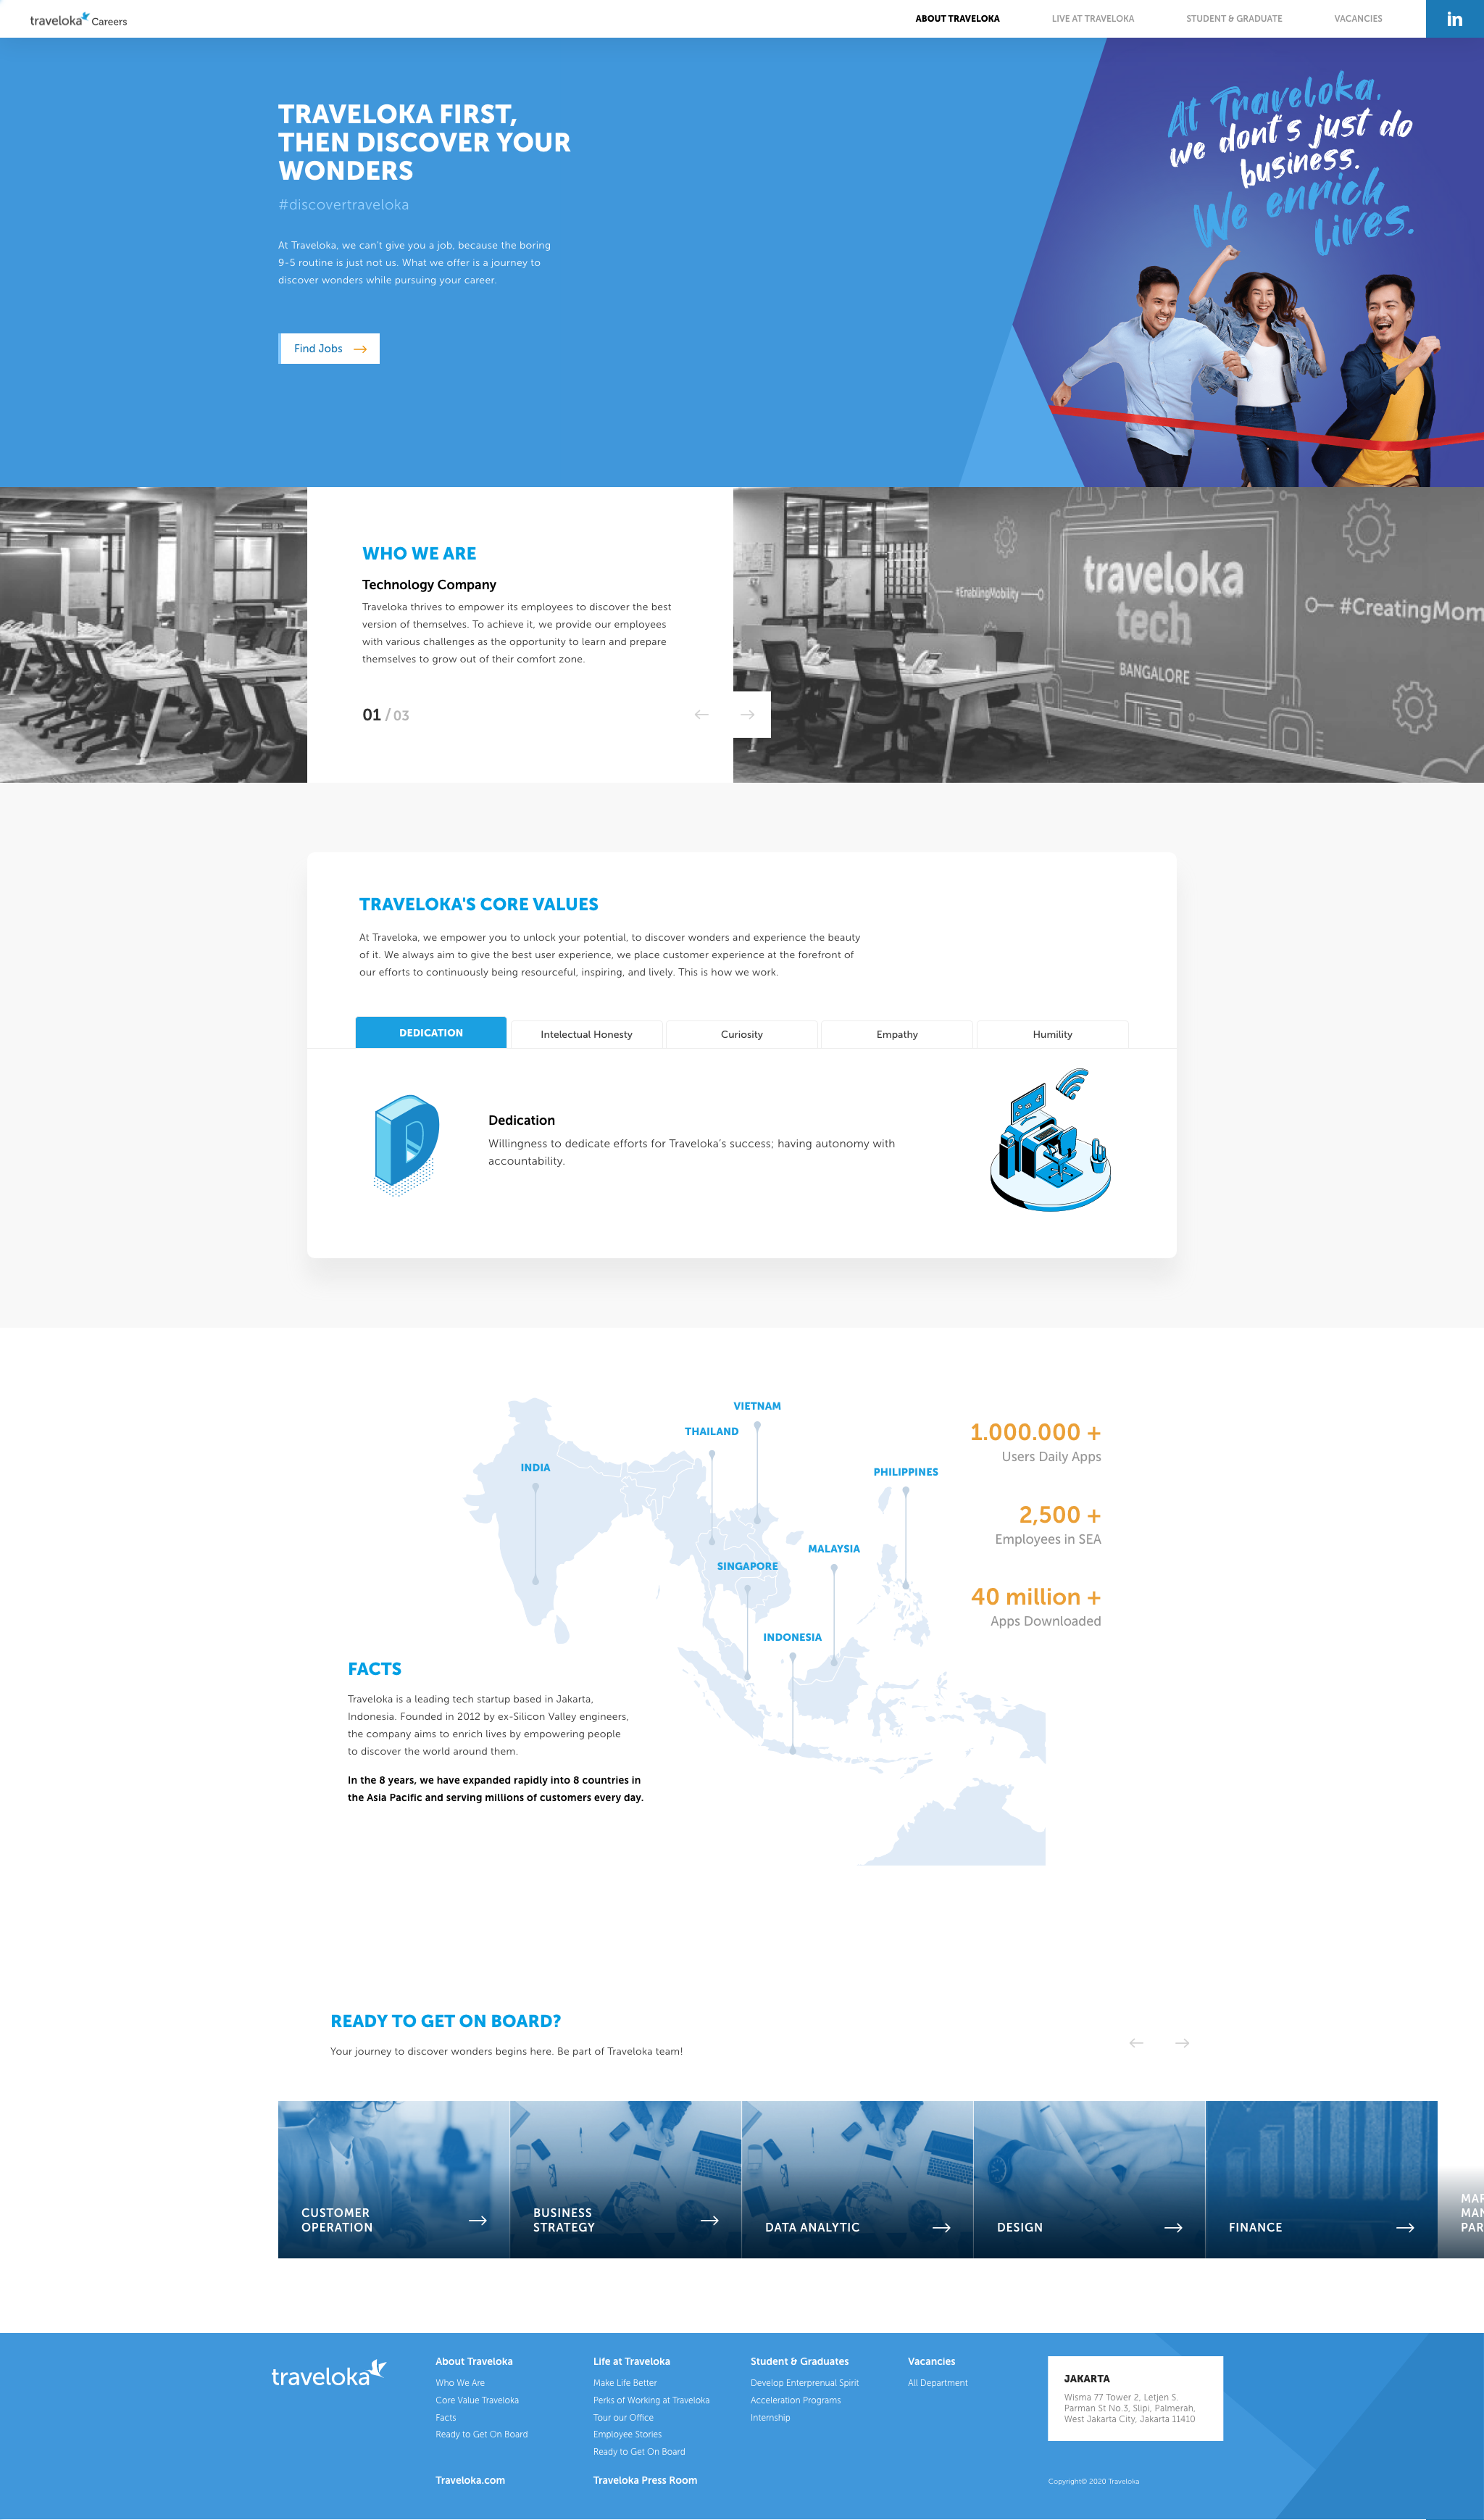 traveloka Careers
ABOUT TRAVELOKA
LIVE AT TRAVELOKA
STUDENT & GRADUATE
VACANCIES
in
TRAVELOKA FIRST,
THEN DISCOVER YOUR
WONDERS
#discovertraveloka
At Traveloka, we can't give you a job, because the boring
9-5 routine is just not us. What we offer is a journey to
discover wonders while pursuing your career.
Find Jobs
At Traveloka,
we dont's just do
business.
We enrich
lives.
WHO WE ARE
Technology Company
Traveloka thrives to empower its employees to discover the best
version of themselves. To achieve it, we provide our employees
with various challenges as the opportunity to learn and prepare
themselves to grow out of their comfort zone.
01 / 03
#EnablingMobility
traveloka
tech
BANGALORE
#CreatingMom
TRAVELOKA'S CORE VALUES
At Traveloka, we empower you to unlock your potential, to discover wonders and experience the beauty
of it. We always aim to give the best user experience, we place customer experience at the forefront of
our efforts to continuously being resourceful, inspiring, and lively. This is how we work.
DEDICATION
Intelectual Honesty
Curiosity
Empathy
Humility
D
Dedication
Willingness to dedicate efforts for Traveloka's success; having autonomy with
accountability.
VIETNAM
THAILAND
INDIA
PHILIPPINES
MALAYSIA
SINGAPORE
INDONESIA
1.000.000 +
Users Daily Apps
2,500 +
Employees in SEA
40 million +
Apps Downloaded
FACTS
Traveloka is a leading tech startup based in Jakarta,
Indonesia. Founded in 2012 by ex-Silicon Valley engineers,
the company aims to enrich lives by empowering people
to discover the world around them.
In the 8 years, we have expanded rapidly into 8 countries in
the Asia Pacific and serving millions of customers every day.
READY TO GET ON BOARD?
Your journey to discover wonders begins here. Be part of Traveloka team!
CUSTOMER
OPERATION
BUSINESS
STRATEGY
DATA ANALYTIC
DESIGN
FINANCE
MAR
MAN
PAR
traveloka
About Traveloka
Who We Are
Core Value Traveloka
Facts
Ready to Get On Board
Traveloka.com
Life at Traveloka
Make Life Better
Perks of Working at Traveloka
Tour our Office
Employee Stories
Ready to Get On Board
Traveloka Press Room
Student & Graduates
Develop Enterprenual Spirit
Acceleration Programs
Internship
Vacancies
All Department
JAKARTA
Wisma 77 Tower 2, Letjen S.
Parman St No.3, Slipi, Palmerah,
West Jakarta City, Jakarta 11410
Copyright© 2020 Traveloka